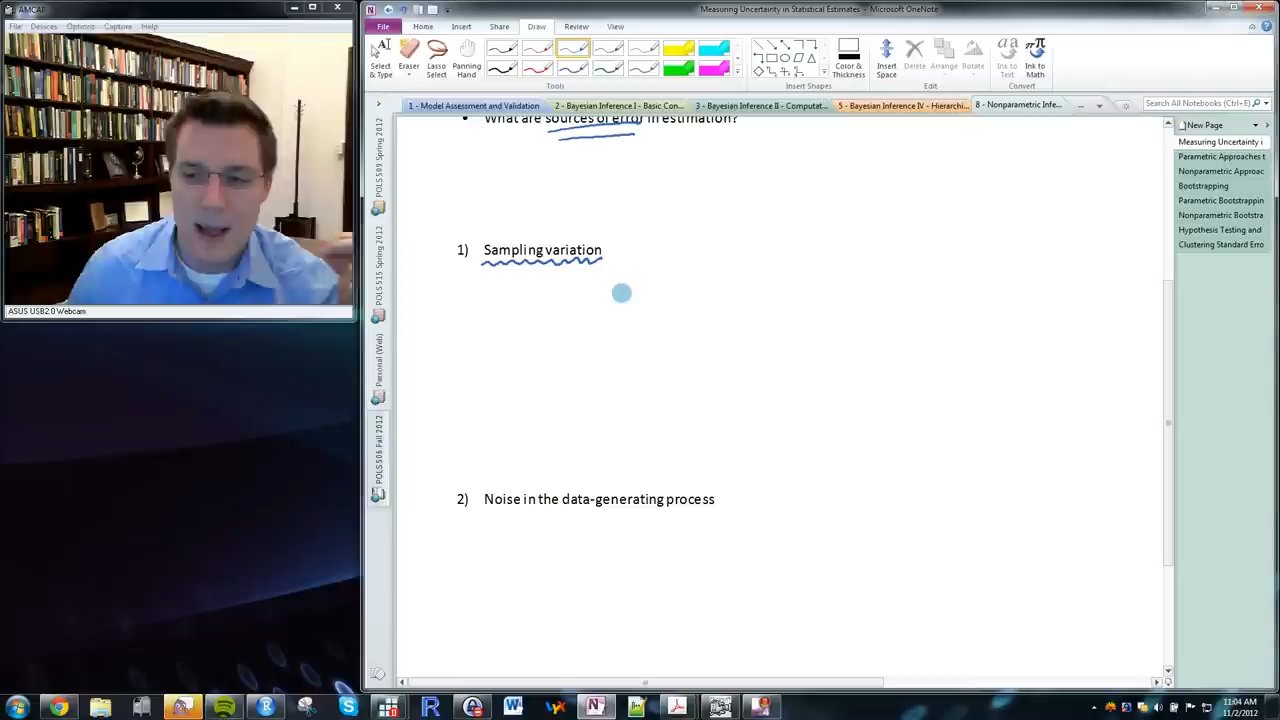 AMCAP
File Devices Options Capture Help
ASUS USB2.0 Webcam
Measuring Uncertainty in Statistical Estimates - Microsoft OneNote
File Home Insert Share Draw Review View
Select & Type
Eraser
Lasso Select
Panning Hand
Color & Thickness
Insert Space
Delete
Arrange
Rotate
Ink to Text
Ink to Math
Tools
Insert Shapes
Edit
Convert
1 - Model Assessment and Validation
2 - Bayesian Inference I - Basic Con...
3 - Bayesian Inference II - Computat...
5 - Bayesian Inference IV - Hierarchi...
8 - Nonparametric Infe...
Search All Notebooks (Ctrl+E)
New Page
Measuring Uncertainty i
Parametric Approaches t
Nonparametric Approac
Bootstrapping
Parametric Bootstrappin
Nonparametric Bootstra
Hypothesis Testing and
Clustering Standard Erro
POLS 509 Spring 2012
POLS 515 Spring 2012
Personal (Web)
POLS 506 Fall 2012
• What are sources of error in estimation?
1) Sampling variation
2) Noise in the data-generating process
11:04 AM
11/2/2012